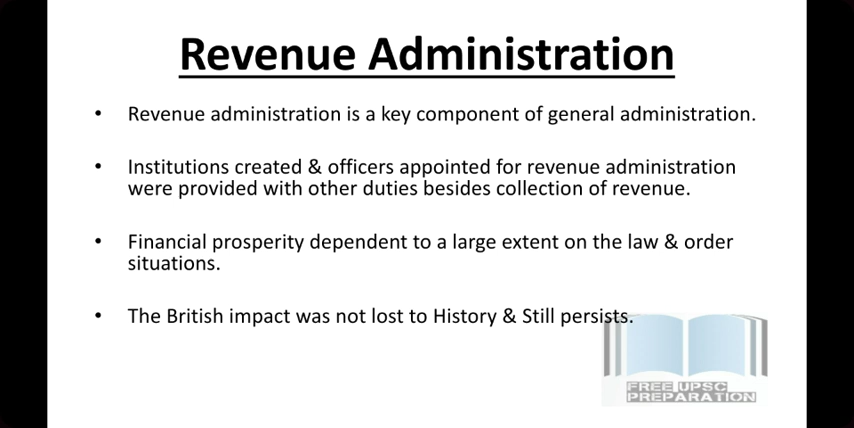 Revenue Administration
• Revenue administration is a key component of general administration.
• Institutions created & officers appointed for revenue administration
were provided with other duties besides collection of revenue.
• Financial prosperity dependent to a large extent on the law & order
situations.
• The British impact was not lost to History & Still persists.
FREE UPSC
PREPARATION